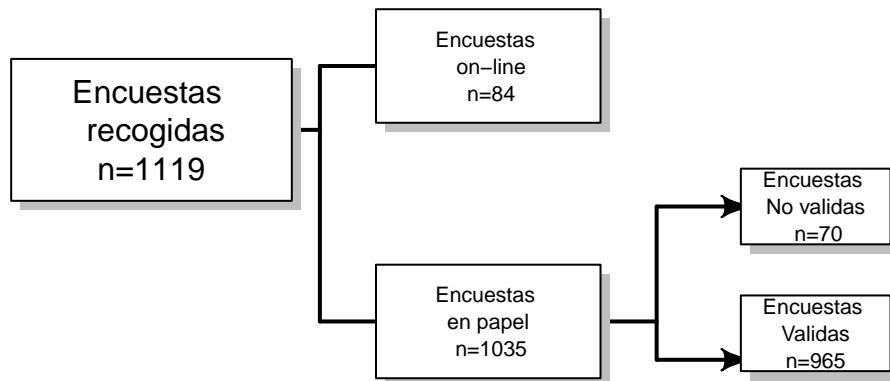 Encuestas
recogidas
n=1119
Encuestas
on−line
n=84
Encuestas
en papel
n=1035
Encuestas
No validas
n=70
Encuestas
Validas
n=965